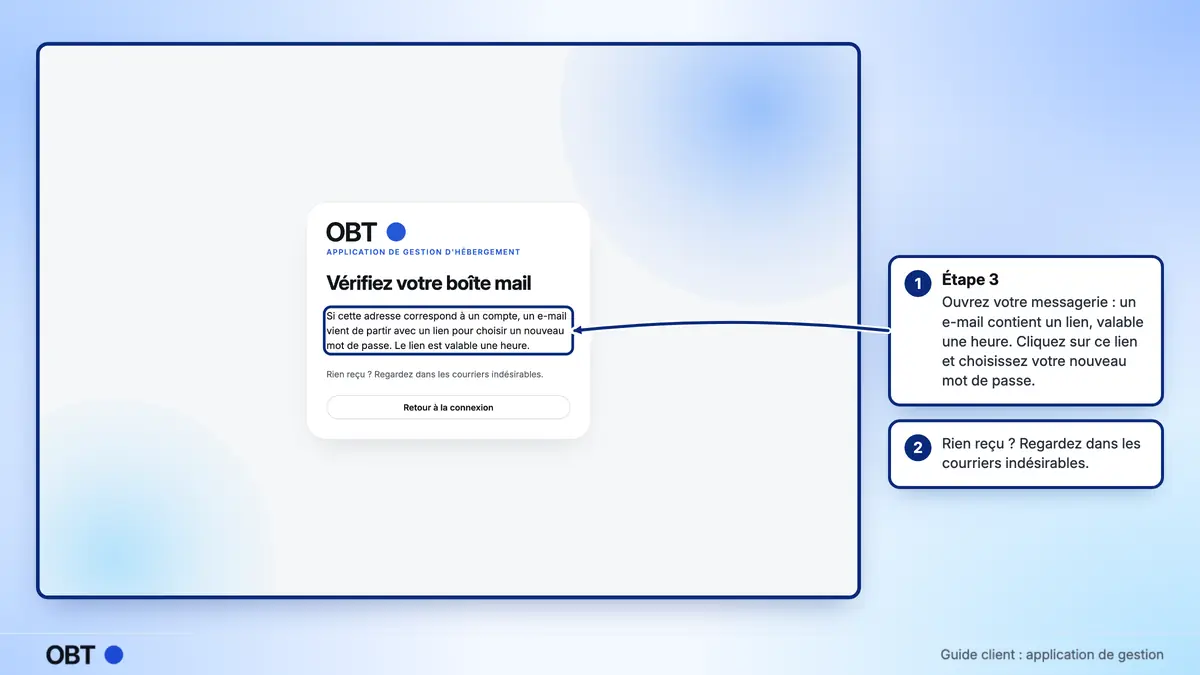 OBT
APPLICATION DE GESTION D'HÉBERGEMENT
Vérifiez votre boîte mail
Si cette adresse correspond à un compte, un e-mail
vient de partir avec un lien pour choisir un nouveau
mot de passe. Le lien est valable une heure.
Rien reçu ? Regardez dans les courriers indésirables.
Retour à la connexion
1
Étape 3
Ouvrez votre messagerie : un
e-mail contient un lien, valable
une heure. Cliquez sur ce lien
et choisissez votre nouveau
mot de passe.
2
Rien reçu ? Regardez dans les
courriers indésirables.
OBT
Guide client : application de gestion